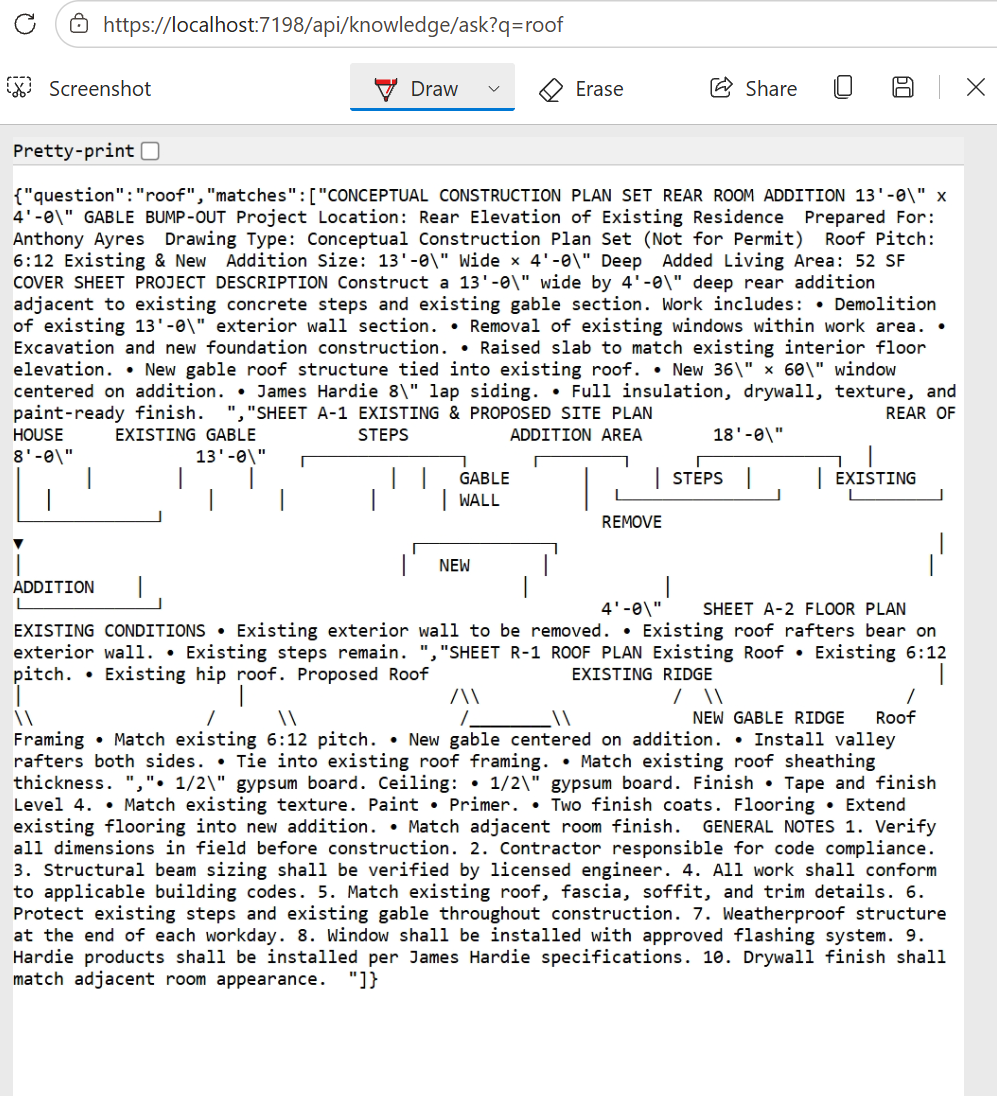 https://localhost:7198/api/knowledge/ask?q=roof
Screenshot
Draw
Erase
Share
Pretty-print
{"question":"roof","matches":["CONCEPTUAL CONSTRUCTION PLAN SET REAR ROOM ADDITION 13'-0\" x
4'-0\" GABLE BUMP-OUT Project Location: Rear Elevation of Existing Residence  Prepared For:
Anthony Ayres  Drawing Type: Conceptual Construction Plan Set (Not for Permit)  Roof Pitch:
6:12 Existing & New  Addition Size: 13'-0\" Wide × 4'-0\" Deep  Added Living Area: 52 SF
COVER SHEET PROJECT DESCRIPTION Construct a 13'-0\" wide by 4'-0\" deep rear addition
adjacent to existing concrete steps and existing gable section. Work includes: • Demolition
of existing 13'-0\" exterior wall section. • Removal of existing windows within work area. •
Excavation and new foundation construction. • Raised slab to match existing interior floor
elevation. • New gable roof structure tied into existing roof. • New 36\" × 60\" window
centered on addition. • James Hardie 8\" lap siding. • Full insulation, drywall, texture, and
paint-ready finish.  ","SHEET A-1 EXISTING & PROPOSED SITE PLAN                       REAR OF
HOUSE     EXISTING GABLE          STEPS          ADDITION AREA       18'-0\"
8'-0\"            13'-0\"    ┌───────────────┐      ┌────────┐      ┌─────────────┐  │
│      │        │      │             │  │   GABLE       │      │ STEPS  │      │ EXISTING
│  │               │      │        │      │ WALL        │  └───────────────┘      └────────┘
└─────────────┘                                           REMOVE
▼                                      ┌─────────────┐                                     │
│                                     │   NEW       │                                     │
ADDITION    │                                     │             │
└─────────────┘                                           4'-0\"    SHEET A-2 FLOOR PLAN
EXISTING CONDITIONS • Existing exterior wall to be removed. • Existing roof rafters bear on
exterior wall. • Existing steps remain. ","SHEET R-1 ROOF PLAN Existing Roof • Existing 6:12
pitch. • Existing hip roof. Proposed Roof              EXISTING RIDGE                      │
│                     │                    /\\                   /  \\                  /
\\                 /      \\                /________\\            NEW GABLE RIDGE   Roof
Framing • Match existing 6:12 pitch. • New gable centered on addition. • Install valley
rafters both sides. • Tie into existing roof framing. • Match existing roof sheathing
thickness. ","• 1/2\" gypsum board. Ceiling: • 1/2\" gypsum board. Finish • Tape and finish
Level 4. • Match existing texture. Paint • Primer. • Two finish coats. Flooring • Extend
existing flooring into new addition. • Match adjacent room finish.  GENERAL NOTES 1. Verify
all dimensions in field before construction. 2. Contractor responsible for code compliance.
3. Structural beam sizing shall be verified by licensed engineer. 4. All work shall conform
to applicable building codes. 5. Match existing roof, fascia, soffit, and trim details. 6.
Protect existing steps and existing gable throughout construction. 7. Weatherproof structure
at the end of each workday. 8. Window shall be installed with approved flashing system. 9.
Hardie products shall be installed per James Hardie specifications. 10. Drywall finish shall
match adjacent room appearance.  "]}